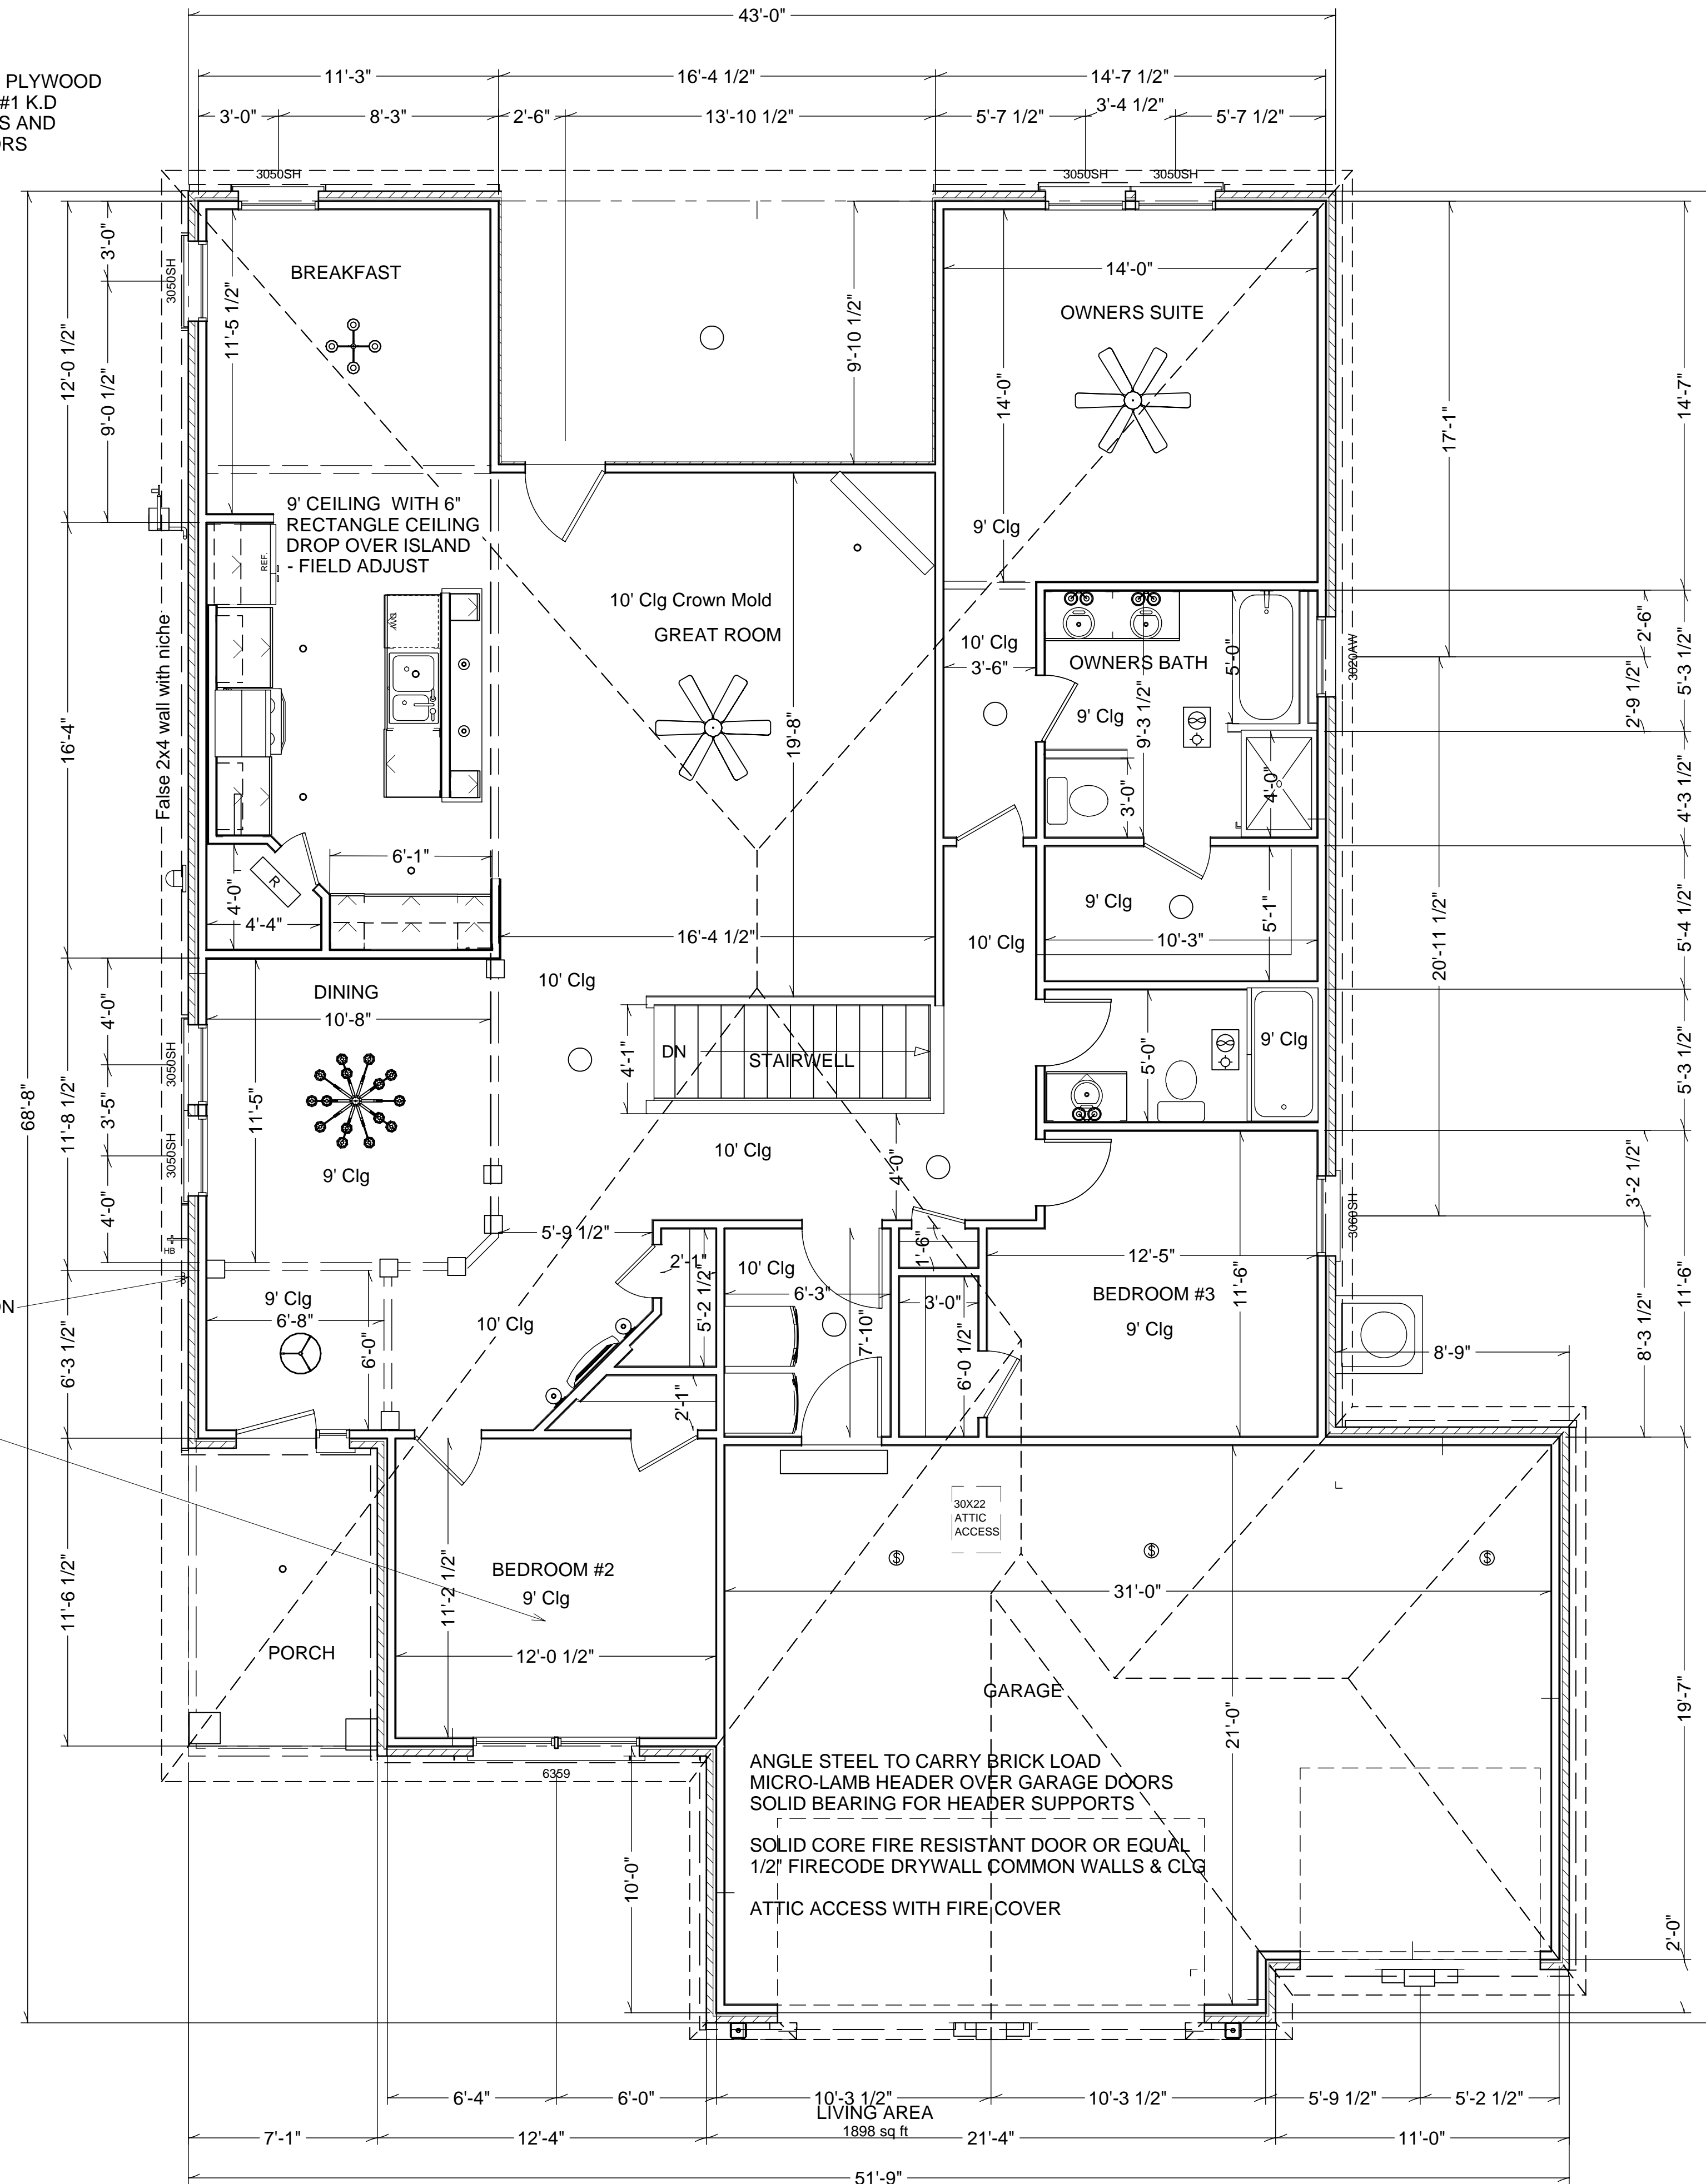 43'-0"
PLYWOOD
#1 K.D
S AND
ORS
11'-3"
16'-4 1/2"
14'-7 1/2"
3'-0"
8'-3"
2'-6"
13'-10 1/2"
5'-7 1/2"
3'-4 1/2"
5'-7 1/2"
3050SH
3050SH
3050SH
3'-0"
3050SH
BREAKFAST
11'-5 1/2"
12'-0 1/2"
9'-0 1/2"
9'-10 1/2"
14'-0"
OWNERS SUITE
14'-0"
17'-1"
14'-7"
9' CEILING WITH 6"
RECTANGLE CEILING
DROP OVER ISLAND
- FIELD ADJUST
REF.
9' Clg
10' Clg Crown Mold
GREAT ROOM
DW
10' Clg
3'-6"
OWNERS BATH
5'-0"
9' Clg
9'-3 1/2"
3020AW
2'-6"
2'-9 1/2"
5'-3 1/2"
False 2x4 wall with niche
16'-4"
19'-8"
3'-0"
4'-0"
4'-3 1/2"
6'-1"
R
4'-0"
4'-4"
16'-4 1/2"
10' Clg
9' Clg
10'-3"
5'-1"
5'-4 1/2"
20'-11 1/2"
10' Clg
DINING
10'-8"
4'-0"
3050SH
3'-5"
3050SH
4'-0"
11'-8 1/2"
68'-8"
11'-5"
9' Clg
4'-1"
DN
STAIRWELL
5'-0"
9' Clg
5'-3 1/2"
10' Clg
4'-0"
3'-2 1/2"
3060SH
HB
5'-9 1/2"
2'-1"
5'-2 1/2"
10' Clg
6'-3"
7'-10"
1'-6"
3'-0"
6'-0 1/2"
12'-5"
BEDROOM #3
11'-6"
9' Clg
11'-6"
8'-3 1/2"
8'-9"
ON
9' Clg
6'-8"
6'-0"
10' Clg
6'-3 1/2"
2'-1"
30X22
ATTIC
ACCESS
$
$
$
11'-6 1/2"
11'-2 1/2"
BEDROOM #2
9' Clg
12'-0 1/2"
31'-0"
PORCH
GARAGE
21'-0"
19'-7"
6359
ANGLE STEEL TO CARRY BRICK LOAD
MICRO-LAMB HEADER OVER GARAGE DOORS
SOLID BEARING FOR HEADER SUPPORTS
SOLID CORE FIRE RESISTANT DOOR OR EQUAL
1/2" FIRECODE DRYWALL COMMON WALLS & CLG
ATTIC ACCESS WITH FIRE COVER
10'-0"
2'-0"
6'-4"
6'-0"
10'-3 1/2"
10'-3 1/2"
5'-9 1/2"
5'-2 1/2"
LIVING AREA
1898 sq ft
7'-1"
12'-4"
21'-4"
11'-0"
51'-9"